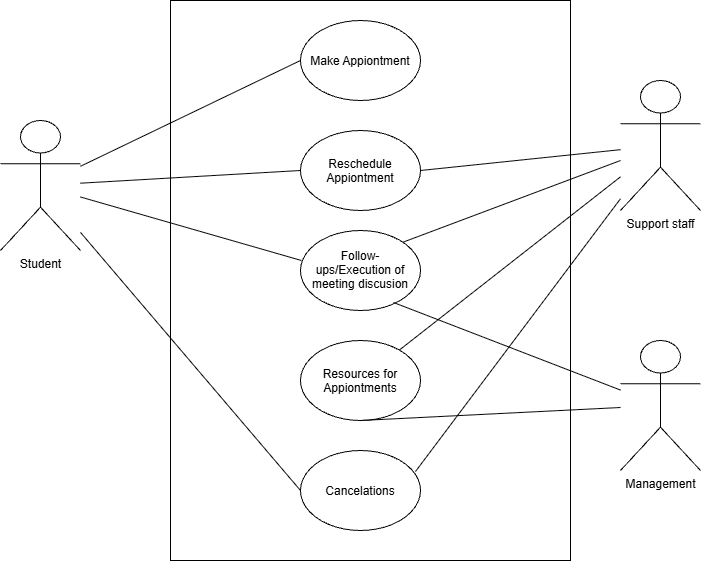 Make Appiontment
Reschedule
Appiontment
Student
Support staff
Follow-
ups/Execution of
meeting discusion
Resources for
Appiontments
Management
Cancelations